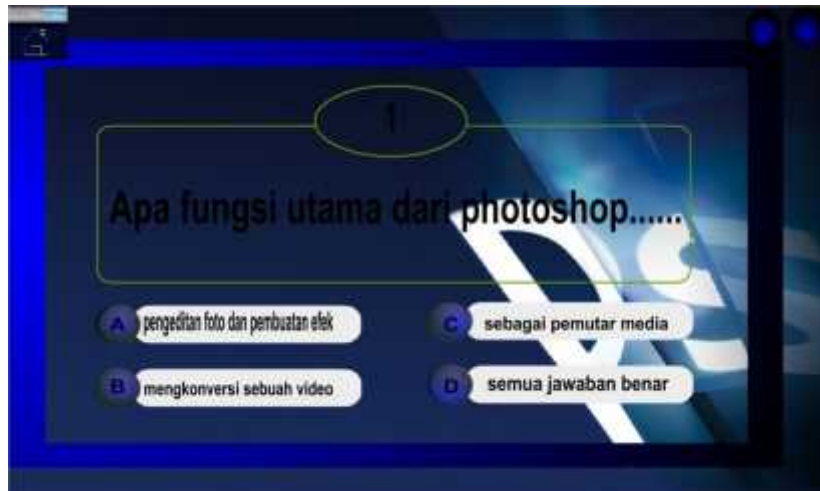 1
Apa fungsi utama dari photoshop......
A pengeditan foto dan pembuatan efek
B mengkonversi sebuah video
C sebagai pemutar media
D semua jawaban benar
PS